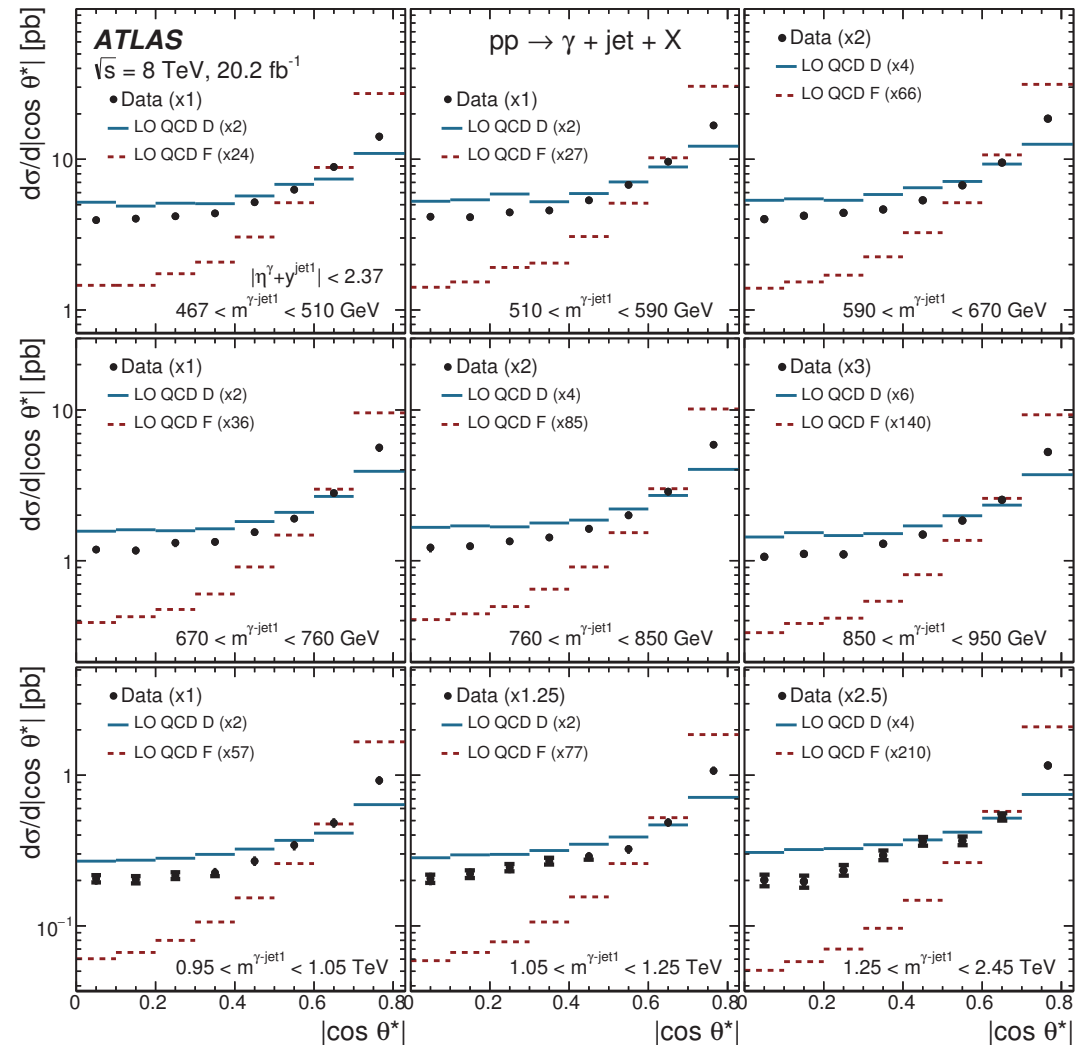 dσ/d|cos θ*| [pb]
10
1
ATLAS
√s = 8 TeV, 20.2 fb⁻¹
Data (x1)
LO QCD D (x2)
LO QCD F (x24)
|η^γ+y^jet1| < 2.37
467 < m^γ-jet1 < 510 GeV
pp → γ + jet + X
Data (x1)
LO QCD D (x2)
LO QCD F (x27)
510 < m^γ-jet1 < 590 GeV
Data (x2)
LO QCD D (x4)
LO QCD F (x66)
590 < m^γ-jet1 < 670 GeV
dσ/d|cos θ*| [pb]
10
1
Data (x1)
LO QCD D (x2)
LO QCD F (x36)
670 < m^γ-jet1 < 760 GeV
Data (x2)
LO QCD D (x4)
LO QCD F (x85)
760 < m^γ-jet1 < 850 GeV
Data (x3)
LO QCD D (x6)
LO QCD F (x140)
850 < m^γ-jet1 < 950 GeV
dσ/d|cos θ*| [pb]
1
10⁻¹
Data (x1)
LO QCD D (x2)
LO QCD F (x57)
0.95 < m^γ-jet1 < 1.05 TeV
Data (x1.25)
LO QCD D (x2)
LO QCD F (x77)
1.05 < m^γ-jet1 < 1.25 TeV
Data (x2.5)
LO QCD D (x4)
LO QCD F (x210)
1.25 < m^γ-jet1 < 2.45 TeV
0 0.2 0.4 0.6 0.8 0 0.2 0.4 0.6 0.8 0 0.2 0.4 0.6 0.8
|cos θ*| |cos θ*| |cos θ*|